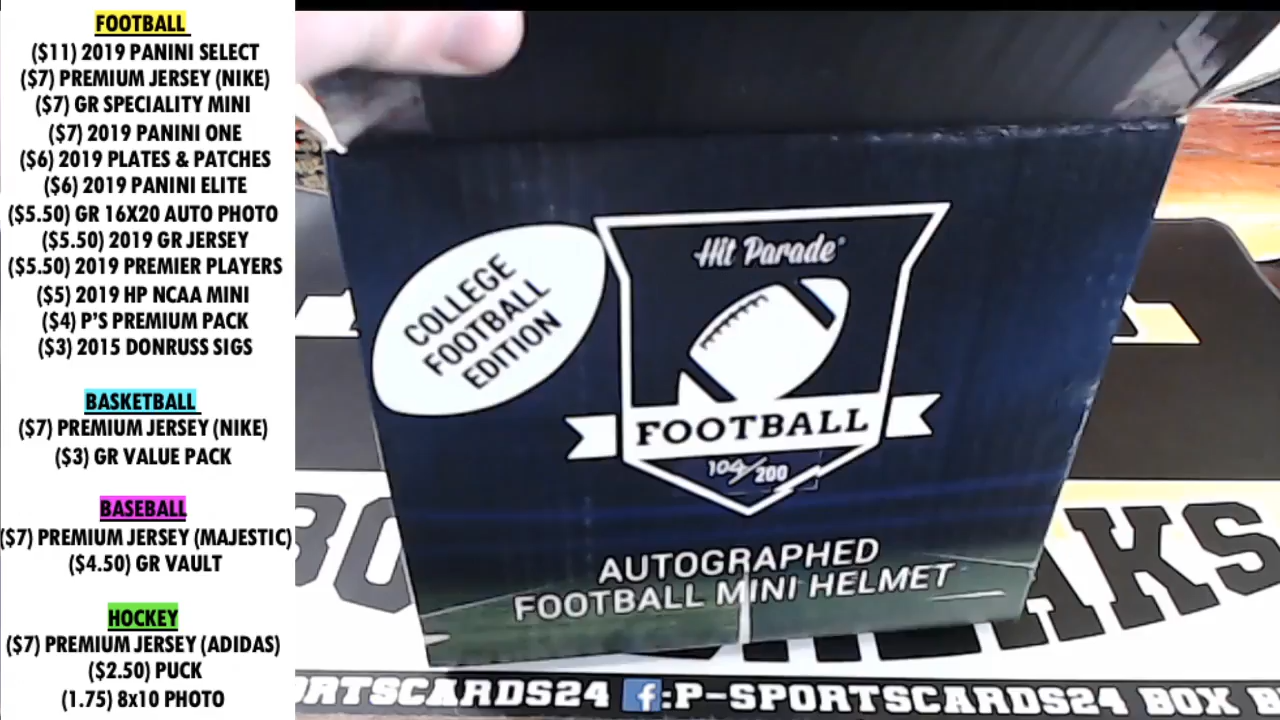 FOOTBALL
($11) 2019 PANINI SELECT
($7) PREMIUM JERSEY (NIKE)
($7) GR SPECIALITY MINI
($7) 2019 PANINI ONE
($6) 2019 PLATES & PATCHES
($6) 2019 PANINI ELITE
($5.50) GR 16X20 AUTO PHOTO
($5.50) 2019 GR JERSEY
($5.50) 2019 PREMIER PLAYERS
($5) 2019 HP NCAA MINI
($4) P'S PREMIUM PACK
($3) 2015 DONRUSS SIGS
BASKETBALL
($7) PREMIUM JERSEY (NIKE)
($3) GR VALUE PACK
BASEBALL
($7) PREMIUM JERSEY (MAJESTIC)
($4.50) GR VAULT
HOCKEY
($7) PREMIUM JERSEY (ADIDAS)
($2.50) PUCK
(1.75) 8x10 PHOTO
COLLEGE
FOOTBALL
EDITION
Hit Parade
FOOTBALL
104/200
AUTOGRAPHED
FOOTBALL MINI HELMET
RTSCARDS24 f:P-SPORTSCARDS24 BOX B